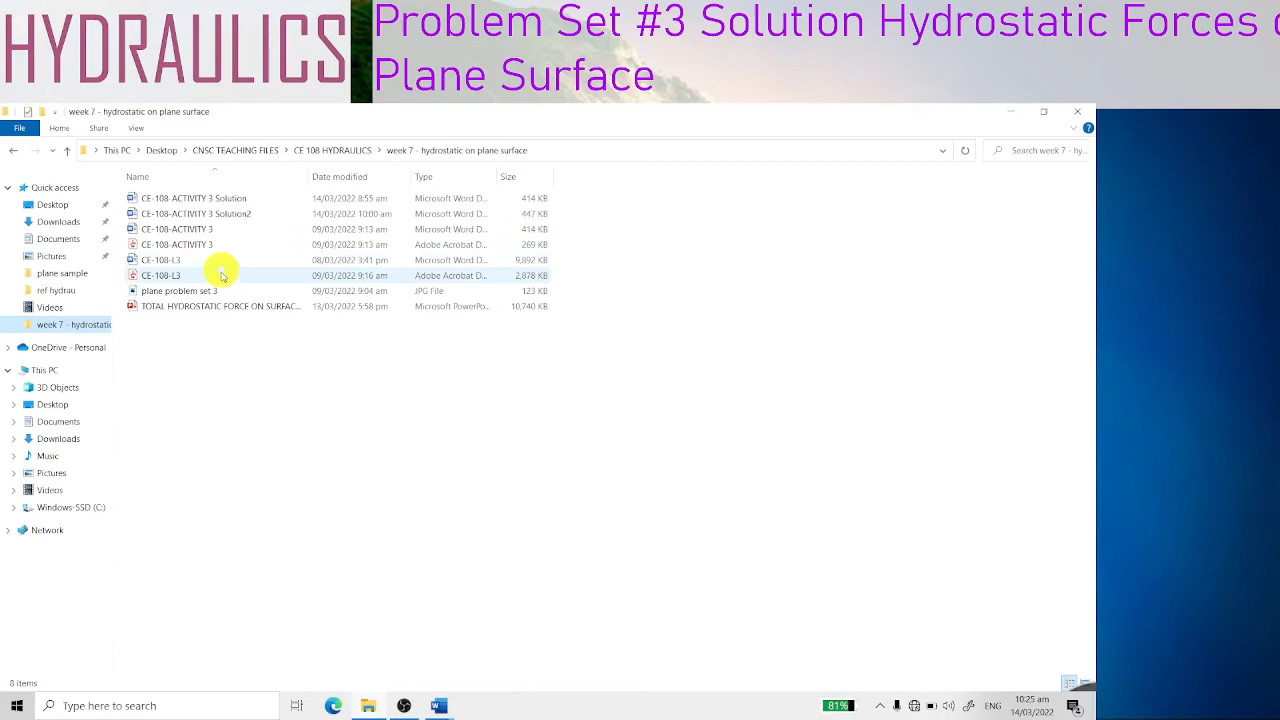 HYDRAULICS
Problem Set #3 Solution Hydrostatic Forces
Plane Surface
week 7 - hydrostatic on plane surface
File Home Share View
This PC Desktop CNSC TEACHING FILES CE 108 HYDRAULICS week 7 - hydrostatic on plane surface
Search week 7 - hy...
Name Date modified Type Size
Quick access
Desktop
Downloads
Documents
Pictures
plane sample
ref hydrau
Videos
week 7 - hydrostatic
OneDrive - Personal
This PC
3D Objects
Desktop
Documents
Downloads
Music
Pictures
Videos
Windows-SSD (C:)
Network
CE-108-ACTIVITY 3 Solution 14/03/2022 8:55 am Microsoft Word D... 414 KB
CE-108-ACTIVITY 3 Solution2 14/03/2022 10:00 am Microsoft Word D... 447 KB
CE-108-ACTIVITY 3 09/03/2022 9:13 am Microsoft Word D... 414 KB
CE-108-ACTIVITY 3 09/03/2022 9:13 am Adobe Acrobat D... 269 KB
CE-108-L3 08/03/2022 3:41 pm Microsoft Word D... 9,892 KB
CE-108-L3 09/03/2022 9:16 am Adobe Acrobat D... 2,878 KB
plane problem set 3 09/03/2022 9:04 am JPG File 123 KB
TOTAL HYDROSTATIC FORCE ON SURFAC... 13/03/2022 5:58 pm Microsoft PowerPo... 10,740 KB
8 items
Type here to search
81%
10:25 am
14/03/2022